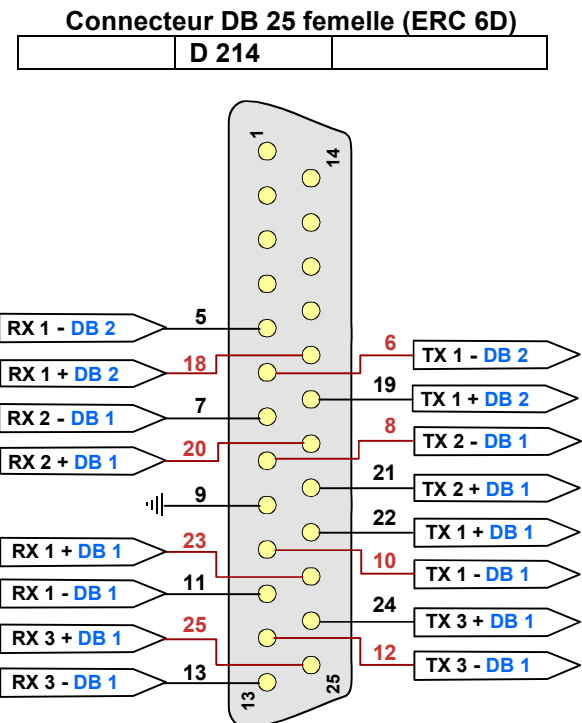 Connecteur DB 25 femelle (ERC 6D)
D 214
1
14
RX 1 - DB 2
5
6
TX 1 - DB 2
RX 1 + DB 2
18
19
TX 1 + DB 2
RX 2 - DB 1
7
8
TX 2 - DB 1
RX 2 + DB 1
20
21
TX 2 + DB 1
9
22
TX 1 + DB 1
RX 1 + DB 1
23
10
TX 1 - DB 1
RX 1 - DB 1
11
24
TX 3 + DB 1
RX 3 + DB 1
25
12
TX 3 - DB 1
RX 3 - DB 1
13
13
25